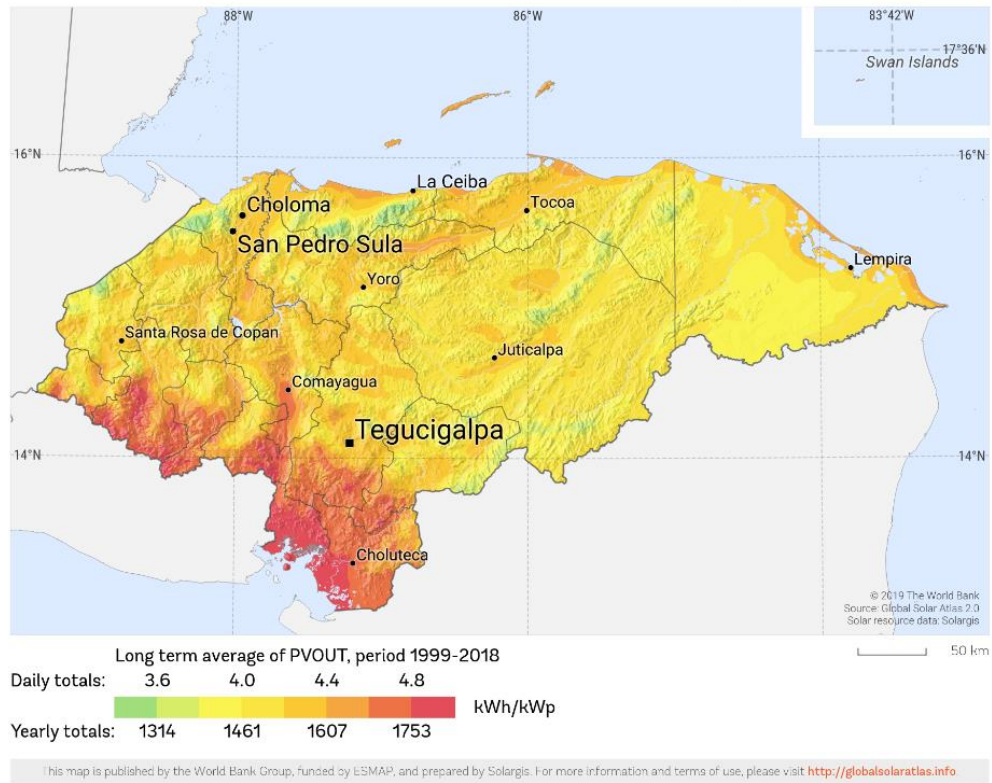 88°W 86°W 83°42'W
17°36'N
Swan Islands
16°N 16°N
La Ceiba
Choloma Tocoa
San Pedro Sula
Lempira
Yoro
Santa Rosa de Copan
Juticalpa
Comayagua
Tegucigalpa
14°N 14°N
Choluteca
© 2019 The World Bank
Source: Global Solar Atlas 2.0
Solar resource data: Solargis
50 km
Long term average of PVOUT, period 1999-2018
Daily totals: 3.6 4.0 4.4 4.8
kWh/kWp
Yearly totals: 1314 1461 1607 1753
This map is published by the World Bank Group, funded by ESMAP, and prepared by Solargis. For more information and terms of use, please visit http://globalsolaratlas.info